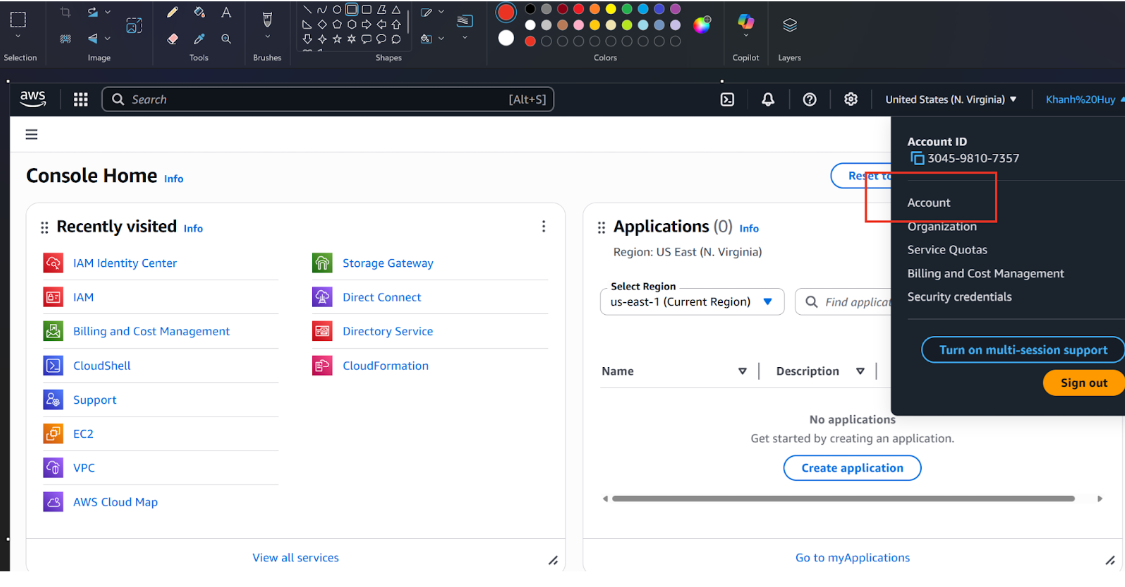 Selection
Image
Tools
Brushes
Shapes
Colors
Copilot
Layers
aws
Search
[Alt+S]
United States (N. Virginia) ▼
Khanh%20Huy
Console Home Info
Reset to
Account ID
3045-9810-7357
Account
Organization
Service Quotas
Billing and Cost Management
Security credentials
Turn on multi-session support
Sign out
Recently visited Info
IAM Identity Center
IAM
Billing and Cost Management
CloudShell
Support
EC2
VPC
AWS Cloud Map
Storage Gateway
Direct Connect
Directory Service
CloudFormation
View all services
Applications (0) Info
Region: US East (N. Virginia)
Select Region
us-east-1 (Current Region)
Find applicat
Name
Description
No applications
Get started by creating an application.
Create application
Go to myApplications